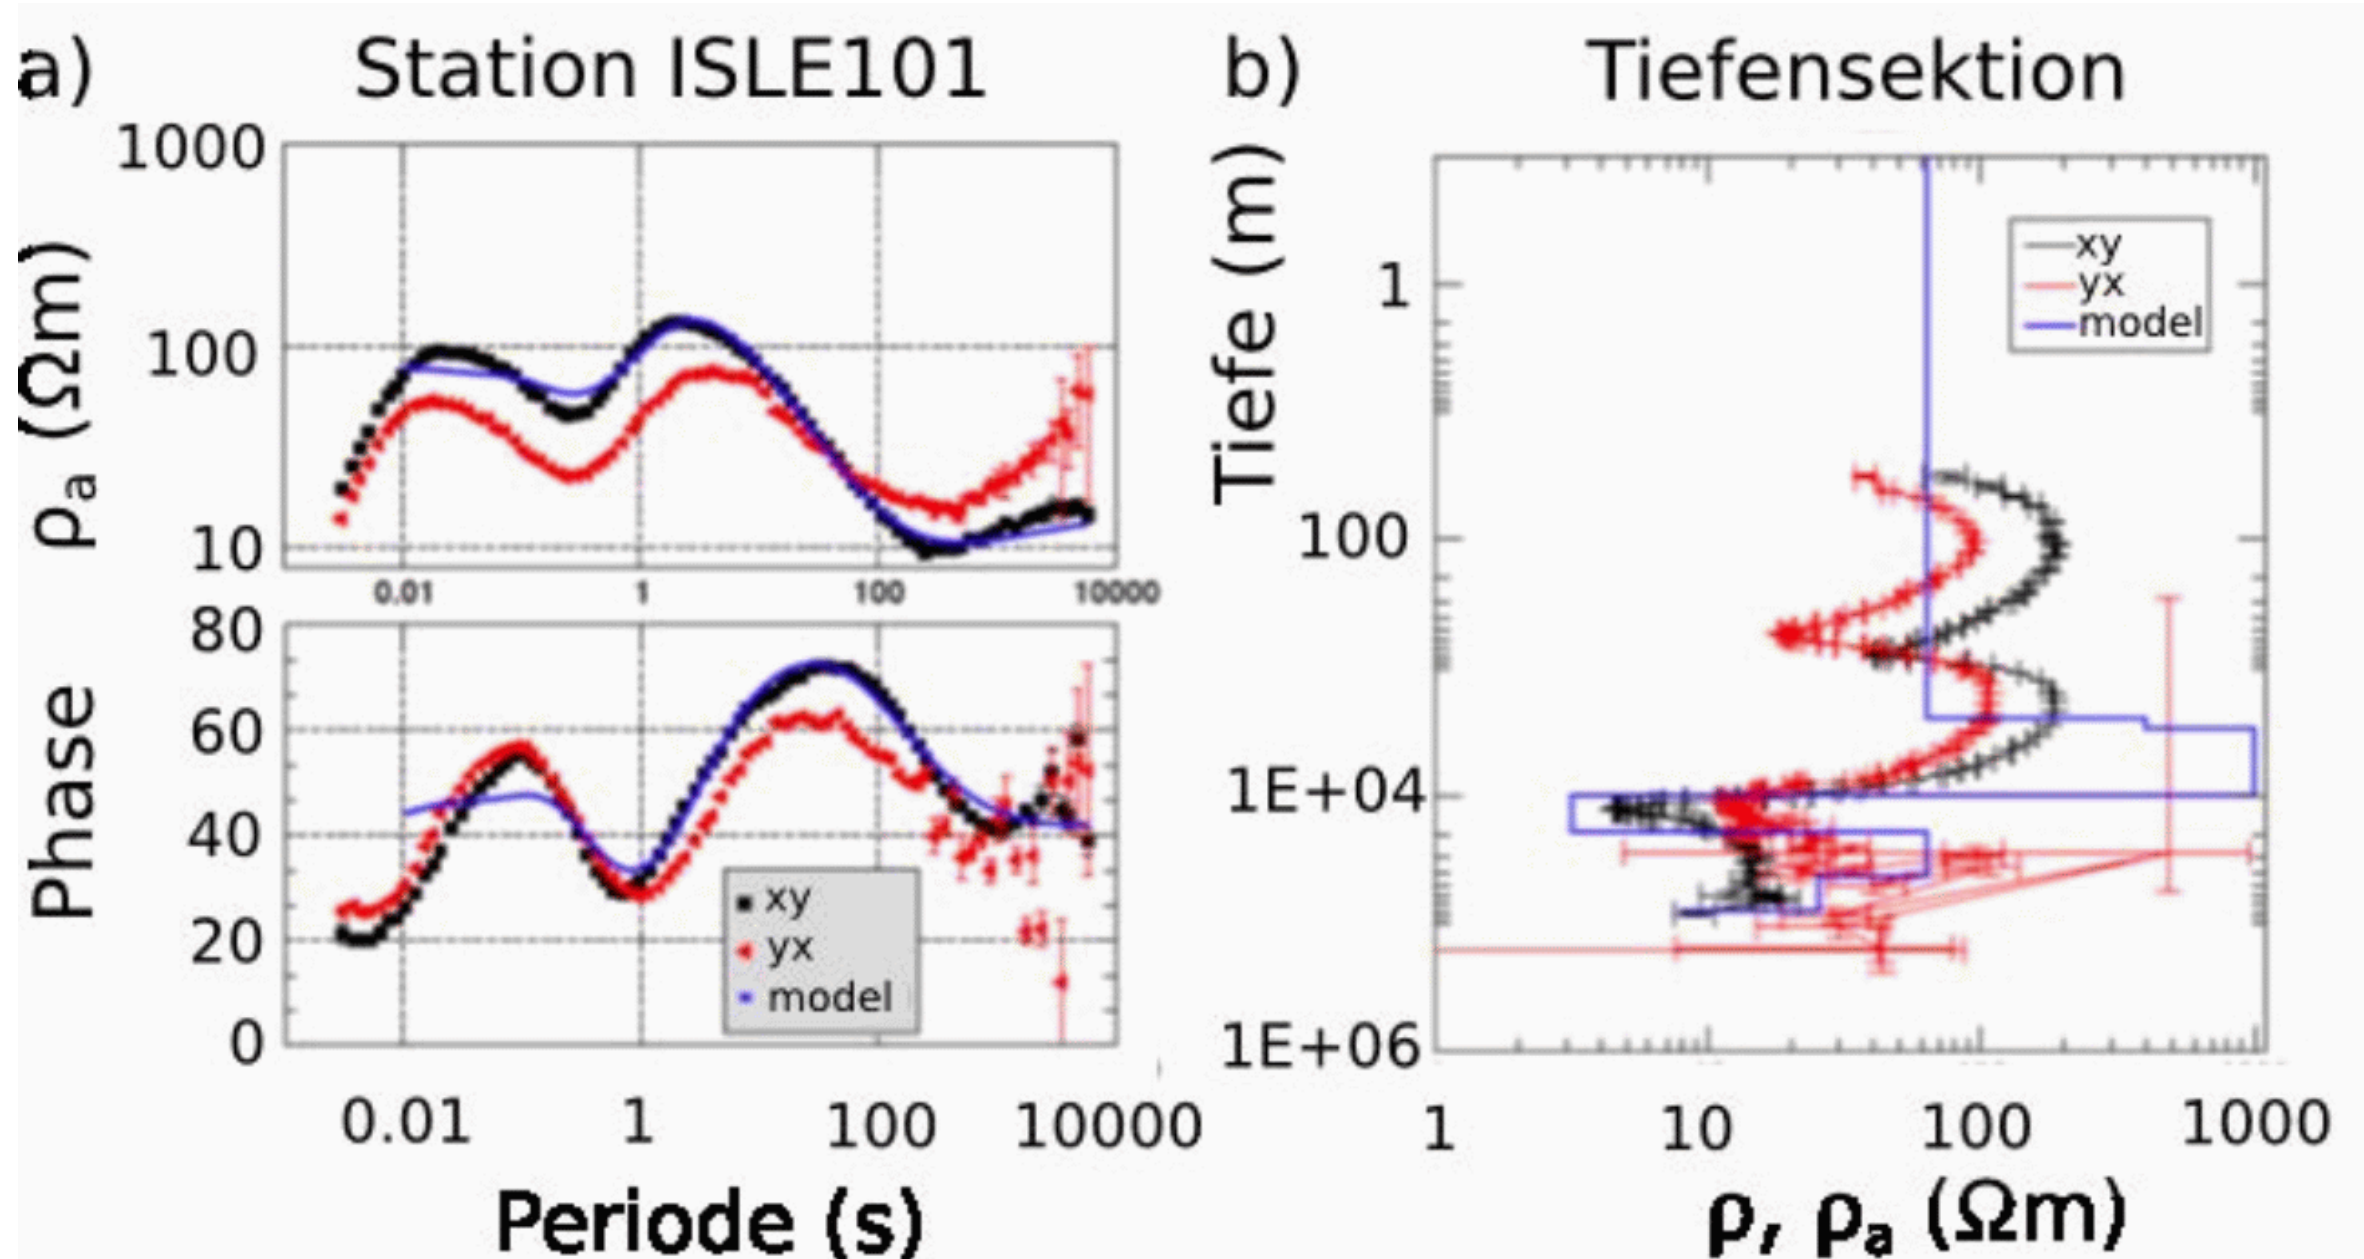 a) Station ISLE101
1000
100
10
ρa (Ωm)
0.01 1 100 10000
80
60
40
20
0
Phase
xy
yx
model
0.01 1 100 10000
Periode (s)
b) Tiefensektion
Tiefe (m)
1
100
1E+04
1E+06
xy
yx
model
1 10 100 1000
ρ, ρa (Ωm)